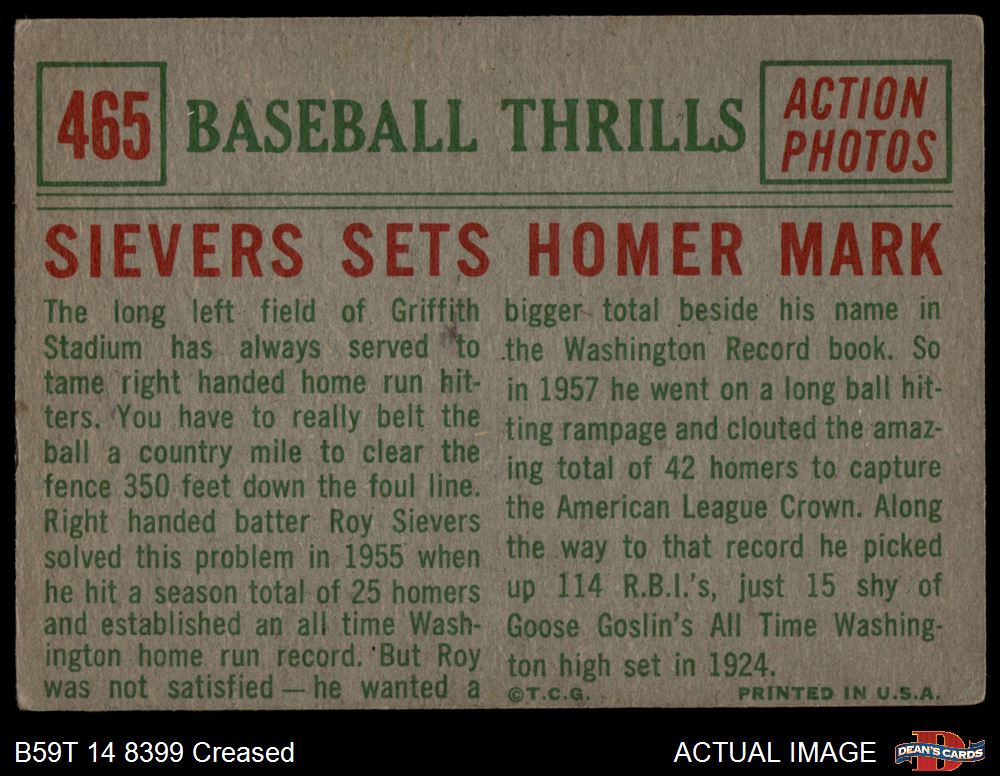 465
BASEBALL THRILLS
ACTION
PHOTOS
SIEVERS SETS HOMER MARK
The long left field of Griffith
Stadium has always served to
tame right handed home run hit-
ters. You have to really belt the
ball a country mile to clear the
fence 350 feet down the foul line.
Right handed batter Roy Sievers
solved this problem in 1955 when
he hit a season total of 25 homers
and established an all time Wash-
ington home run record. But Roy
was not satisfied — he wanted a
bigger total beside his name in
the Washington Record book. So
in 1957 he went on a long ball hit-
ting rampage and clouted the amaz-
ing total of 42 homers to capture
the American League Crown. Along
the way to that record he picked
up 114 R.B.I.'s, just 15 shy of
Goose Goslin's All Time Washing-
ton high set in 1924.
©T.C.G. PRINTED IN U.S.A.
B59T 14 8399 Creased
ACTUAL IMAGE
D
DEAN'S CARDS